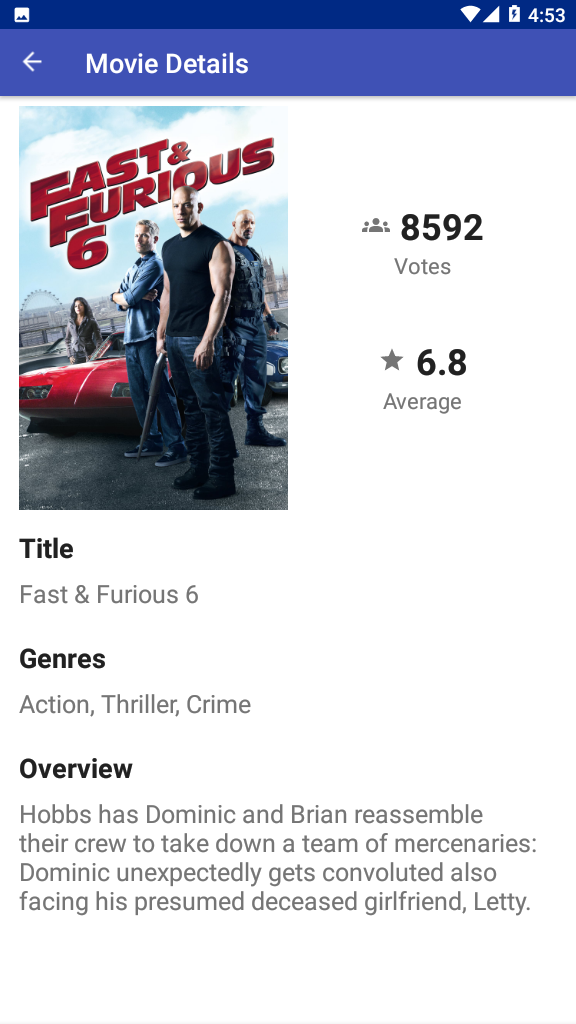 4:53
Movie Details
FAST &
FURIOUS
6
8592
Votes
6.8
Average
Title
Fast & Furious 6
Genres
Action, Thriller, Crime
Overview
Hobbs has Dominic and Brian reassemble
their crew to take down a team of mercenaries:
Dominic unexpectedly gets convoluted also
facing his presumed deceased girlfriend, Letty.